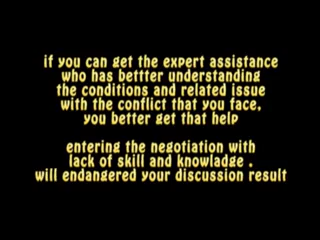 if you can get the expert assistance
who has bettter understanding
the conditions and related issue
with the conflict that you face,
you better get that help
entering the negotiation with
lack of skill and knowladge .
will endangered your discussion result